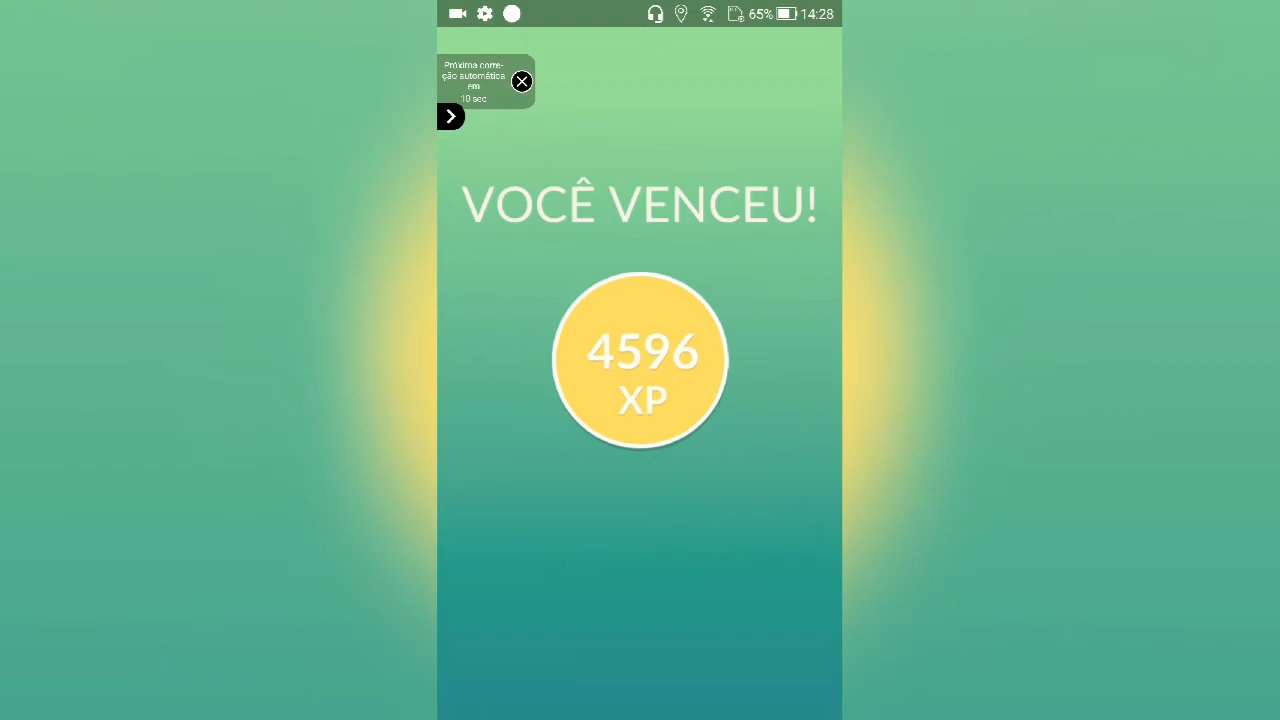 65% 14:28
Próxima corre-
ção automática
em
10 sec
VOCÊ VENCEU!
4596
XP